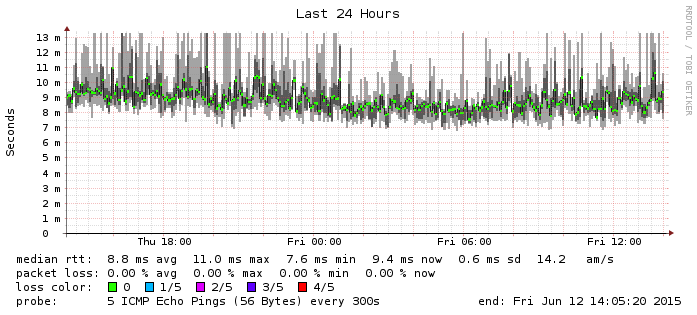 Last 24 Hours
RRDTOOL / TOBI OETIKER
Seconds
13 m
12 m
11 m
10 m
9 m
8 m
7 m
6 m
5 m
4 m
3 m
2 m
1 m
0
Thu 18:00 Fri 00:00 Fri 06:00 Fri 12:00
median rtt: 8.8 ms avg 11.0 ms max 7.6 ms min 9.4 ms now 0.6 ms sd 14.2 am/s
packet loss: 0.00 % avg 0.00 % max 0.00 % min 0.00 % now
loss color: 0 1/5 2/5 3/5 4/5
probe: 5 ICMP Echo Pings (56 Bytes) every 300s end: Fri Jun 12 14:05:20 2015